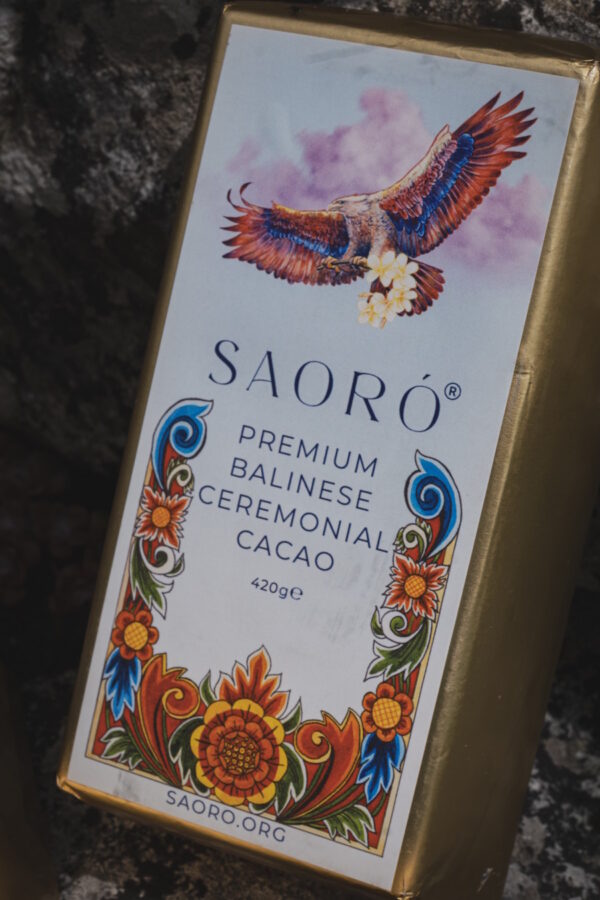 SAORÓ®
PREMIUM
BALINESE
CEREMONIAL
CACAO
420g℮
SAORO.ORG